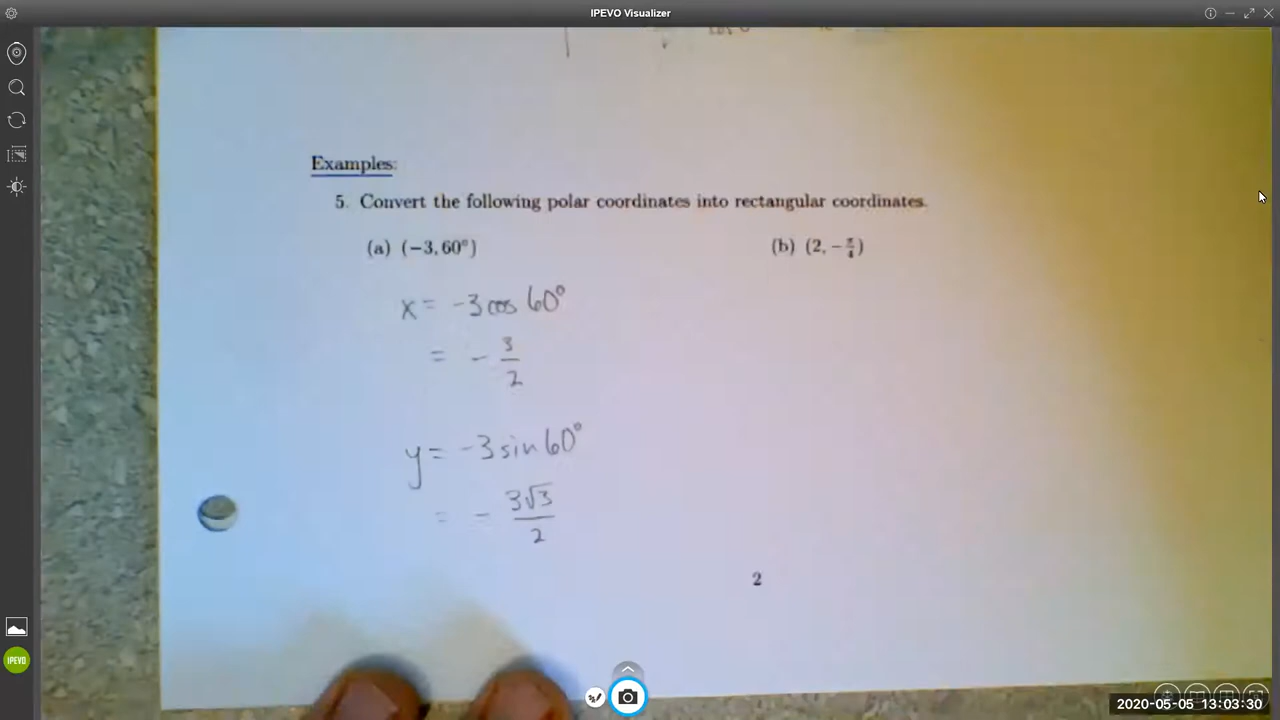 IPEVO Visualizer
cos θ
Examples:
5. Convert the following polar coordinates into rectangular coordinates.
(a) (−3, 60°)
(b) (2, −π/4)
x = -3 cos 60°
= - 3/2
y = -3 sin 60°
= - 3√3/2
2
IPEVO
2020-05-05 13:03:30